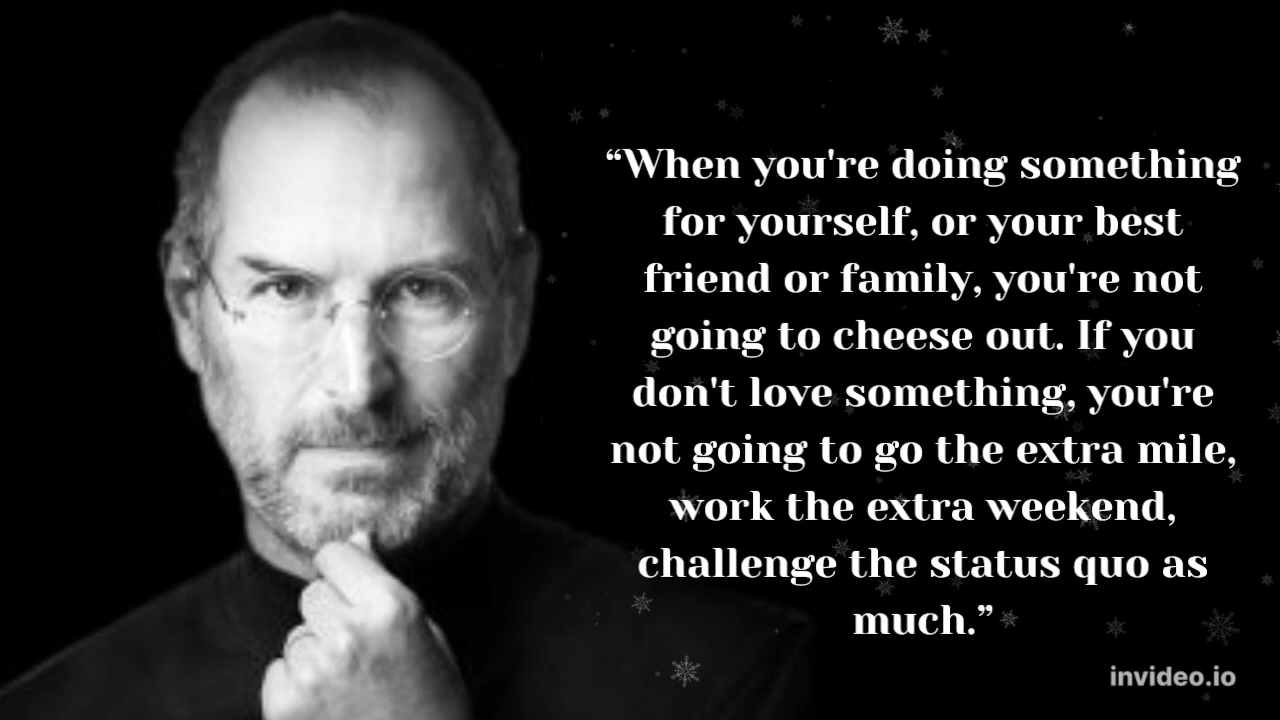 “When you're doing something
for yourself, or your best
friend or family, you're not
going to cheese out. If you
don't love something, you're
not going to go the extra mile,
work the extra weekend,
challenge the status quo as
much.”
invideo.io